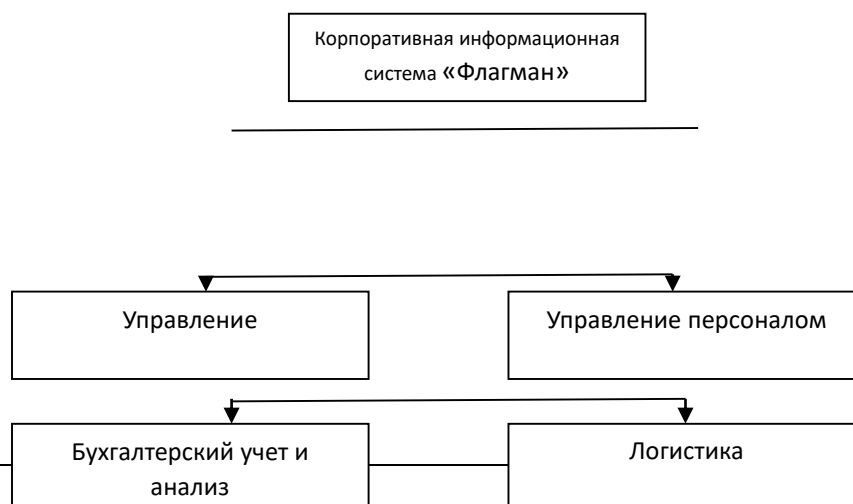 Корпоративная информационная
система «Флагман»
Управление
Управление персоналом
Бухгалтерский учет и
анализ
Логистика